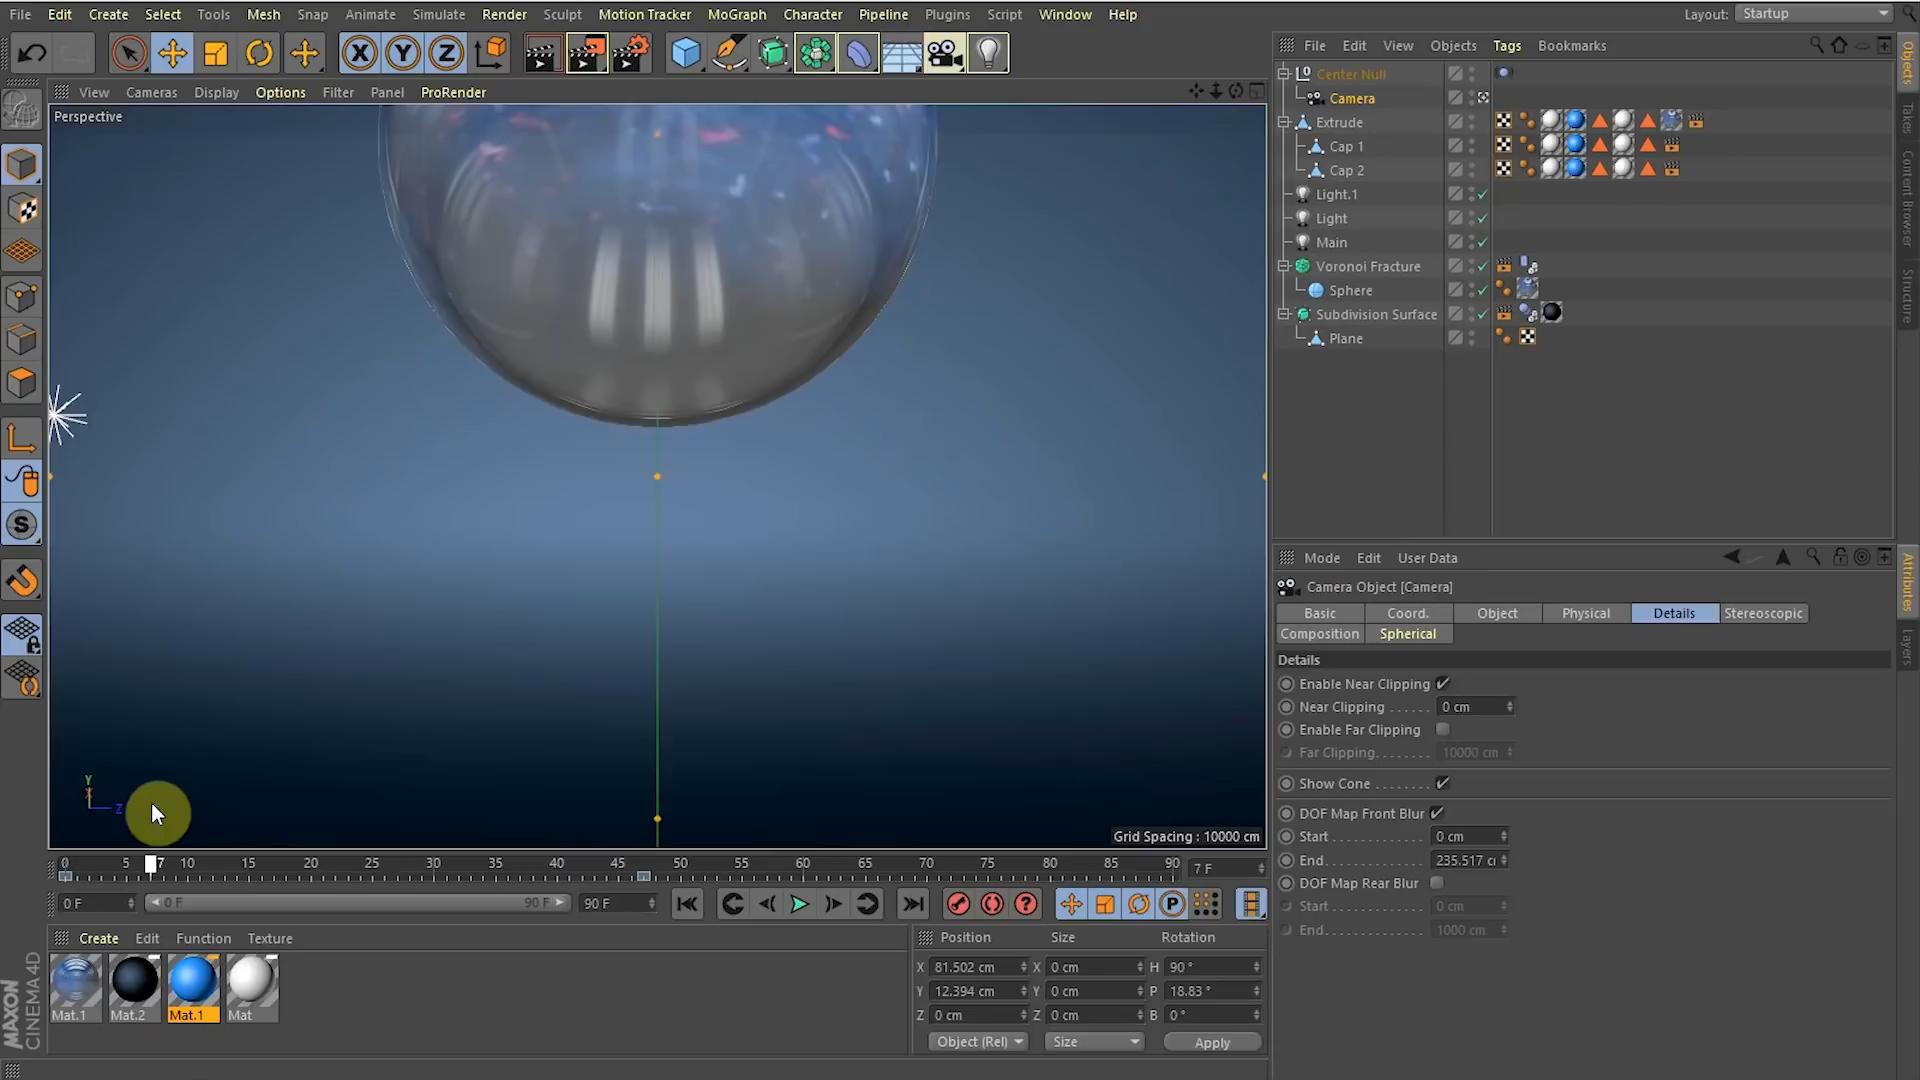 File Edit Create Select Tools Mesh Snap Animate Simulate Render Sculpt Motion Tracker MoGraph Character Pipeline Plugins Script Window Help Layout: Startup
X Y Z
View Cameras Display Options Filter Panel ProRender
Perspective
Y
X
Z
Grid Spacing : 10000 cm
0 5 7 10 15 20 25 30 35 40 45 50 55 60 65 70 75 80 85 90 7 F
0 F 0 F 90 F 90 F
P
S
Create Edit Function Texture
Mat.1 Mat.2 Mat.1 Mat
MAXON
CINEMA 4D
Position Size Rotation
X 81.502 cm X 0 cm H 90 °
Y 12.394 cm Y 0 cm P 18.83 °
Z 0 cm Z 0 cm B 0 °
Object (Rel) Size Apply
File Edit View Objects Tags Bookmarks
Center Null
Camera
Extrude
Cap 1
Cap 2
Light.1
Light
Main
Voronoi Fracture
Sphere
Subdivision Surface
Plane
Objects
Takes
Content Browser
Structure
Mode Edit User Data
Camera Object [Camera]
Basic Coord. Object Physical Details Stereoscopic
Composition Spherical
Details
Enable Near Clipping
Near Clipping . . . . . . 0 cm
Enable Far Clipping
Far Clipping. . . . . . . . 10000 cm
Show Cone . . . . . . . .
DOF Map Front Blur
Start . . . . . . . . . . . . . 0 cm
End. . . . . . . . . . . . . . 235.517 c
DOF Map Rear Blur
Start . . . . . . . . . . . . . 0 cm
End. . . . . . . . . . . . . . 1000 cm
Attributes
Layers